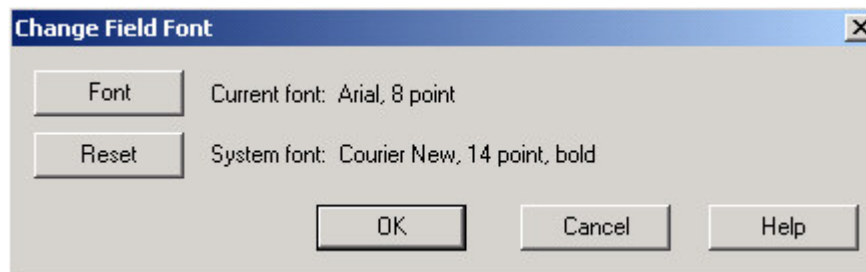 Change Field Font
Font Current font: Arial, 8 point
Reset System font: Courier New, 14 point, bold
OK Cancel Help